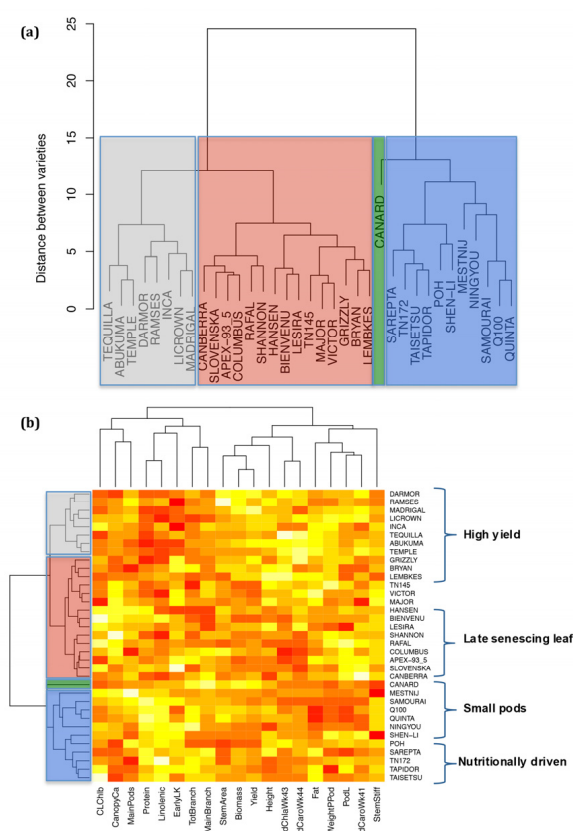 (a)
Distance between varieties
25
20
15
10
5
0
TEQUILLA
ABUKUMA
TEMPLE
DARMOR
RAMSES
INCA
LICROWN
MADRIGAL
CANBERRA
SLOVENSKA
APEX-93_5
COLUMBUS
RAFAL
SHANNON
HANSEN
BIENVENU
LESIRA
TN145
MAJOR
VICTOR
GRIZZLY
BRYAN
LEMBKES
CANARD
SAREPTA
TN172
TAISETSU
TAPIDOR
POH
SHEN-LI
MESTNIJ
NINGYOU
SAMOURAI
Q100
QUINTA
(b)
DARMOR
RAMSES
MADRIGAL
LICROWN
INCA
TEQUILLA
ABUKUMA
TEMPLE
GRIZZLY
BRYAN
LEMBKES
TN145
VICTOR
MAJOR
HANSEN
BIENVENU
LESIRA
SHANNON
RAFAL
COLUMBUS
APEX-93_5
SLOVENSKA
CANBERRA
CANARD
MESTNIJ
SAMOURAI
Q100
QUINTA
NINGYOU
SHEN-LI
POH
SAREPTA
TN172
TAPIDOR
TAISETSU
High yield
Late senescing leaf
Small pods
Nutritionally driven
CLChlb
CanopyCa
MainPods
Protein
Linolenic
EarlyLK
TotBranch
MainBranch
StemArea
Biomass
Yield
Height
dChlaWk43
dCaroWk44
Fat
WeightPPod
PodL
dCaroWk41
StemStiff